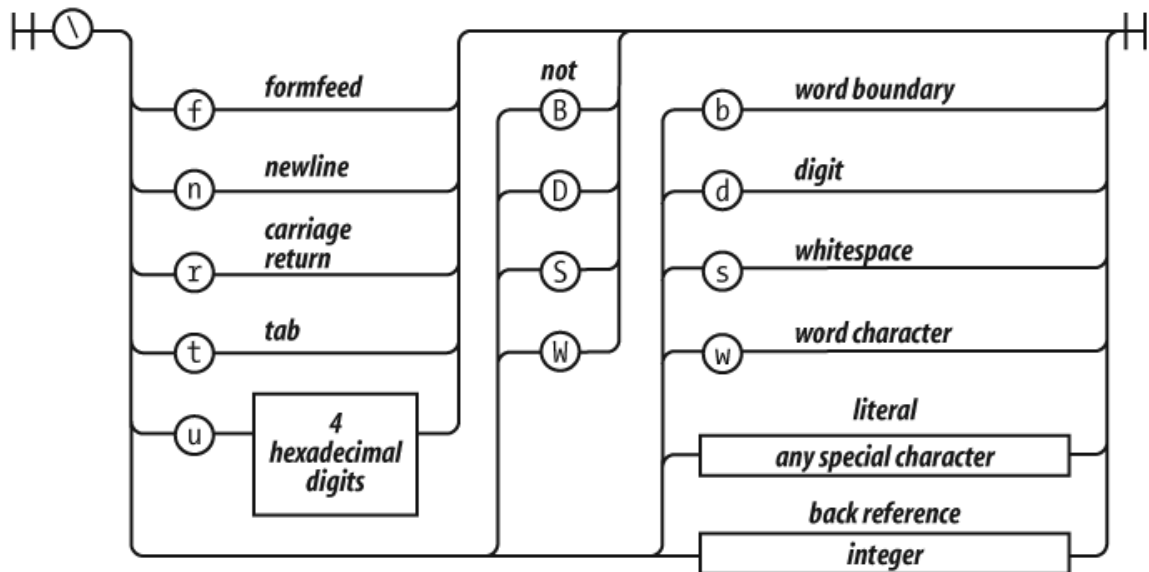 \
f
formfeed
n
newline
r
carriage
return
t
tab
u
4
hexadecimal
digits
not
B
D
S
W
b
word boundary
d
digit
s
whitespace
w
word character
literal
any special character
back reference
integer